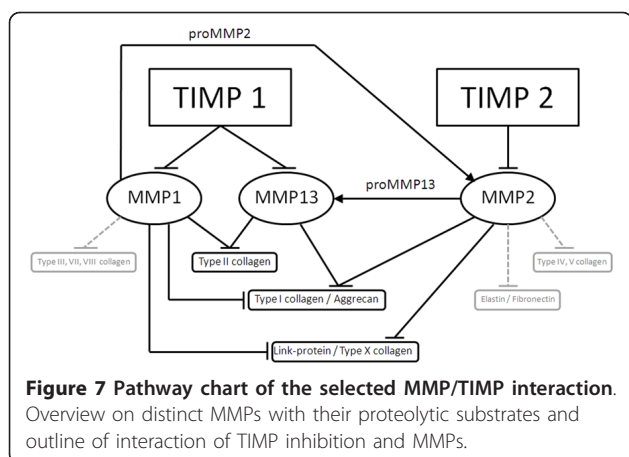 proMMP2
TIMP 1
TIMP 2
MMP1
MMP13
proMMP13
MMP2
Type III, VII, VIII collagen
Type II collagen
Type IV, V collagen
Type I collagen / Aggrecan
Elastin / Fibronectin
Link-protein / Type X collagen
Figure 7 Pathway chart of the selected MMP/TIMP interaction.
Overview on distinct MMPs with their proteolytic substrates and
outline of interaction of TIMP inhibition and MMPs.